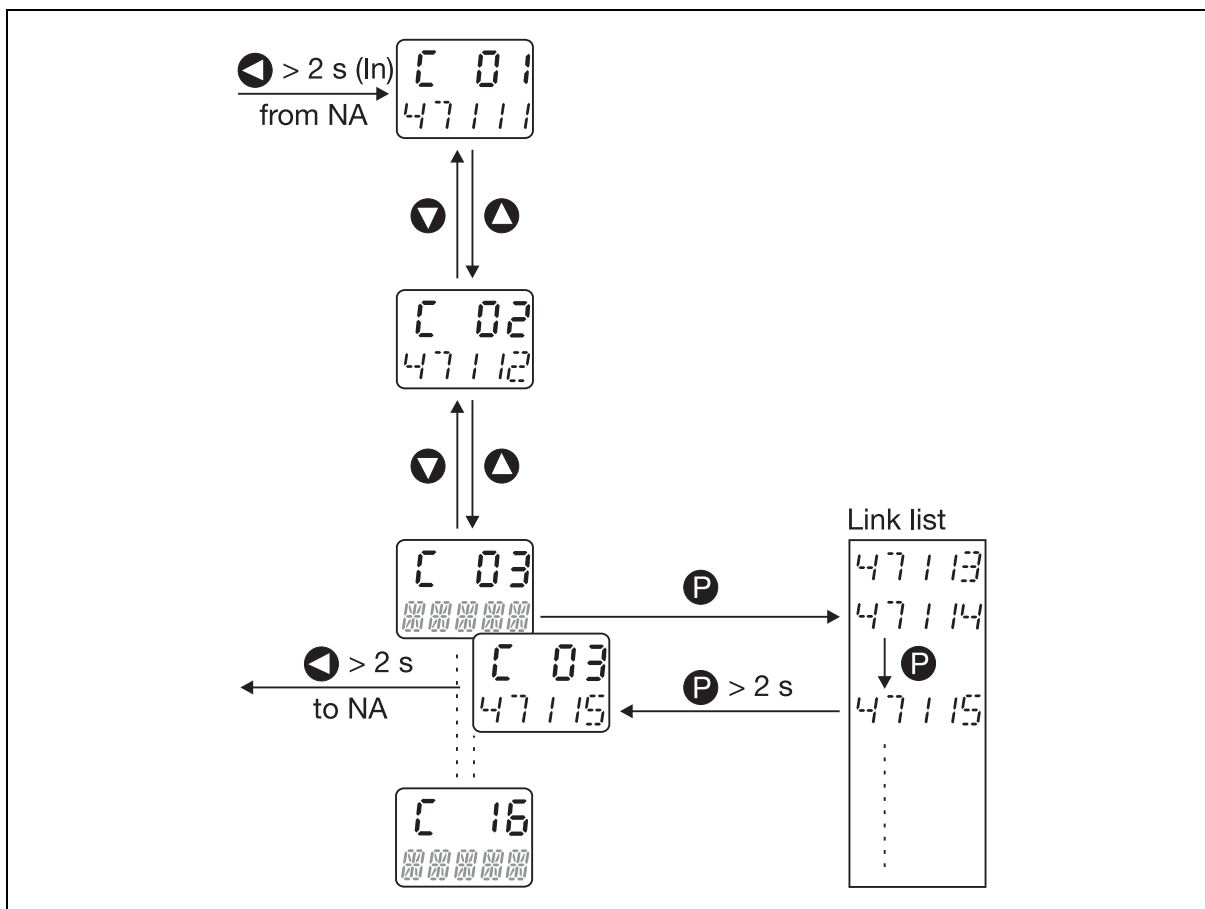 > 2 s (In)
from NA
C 01
47111
C 02
47112
Link list
C 03
47113
47114
P
P
> 2 s
to NA
C 03
47115
P > 2 s
47115
C 16